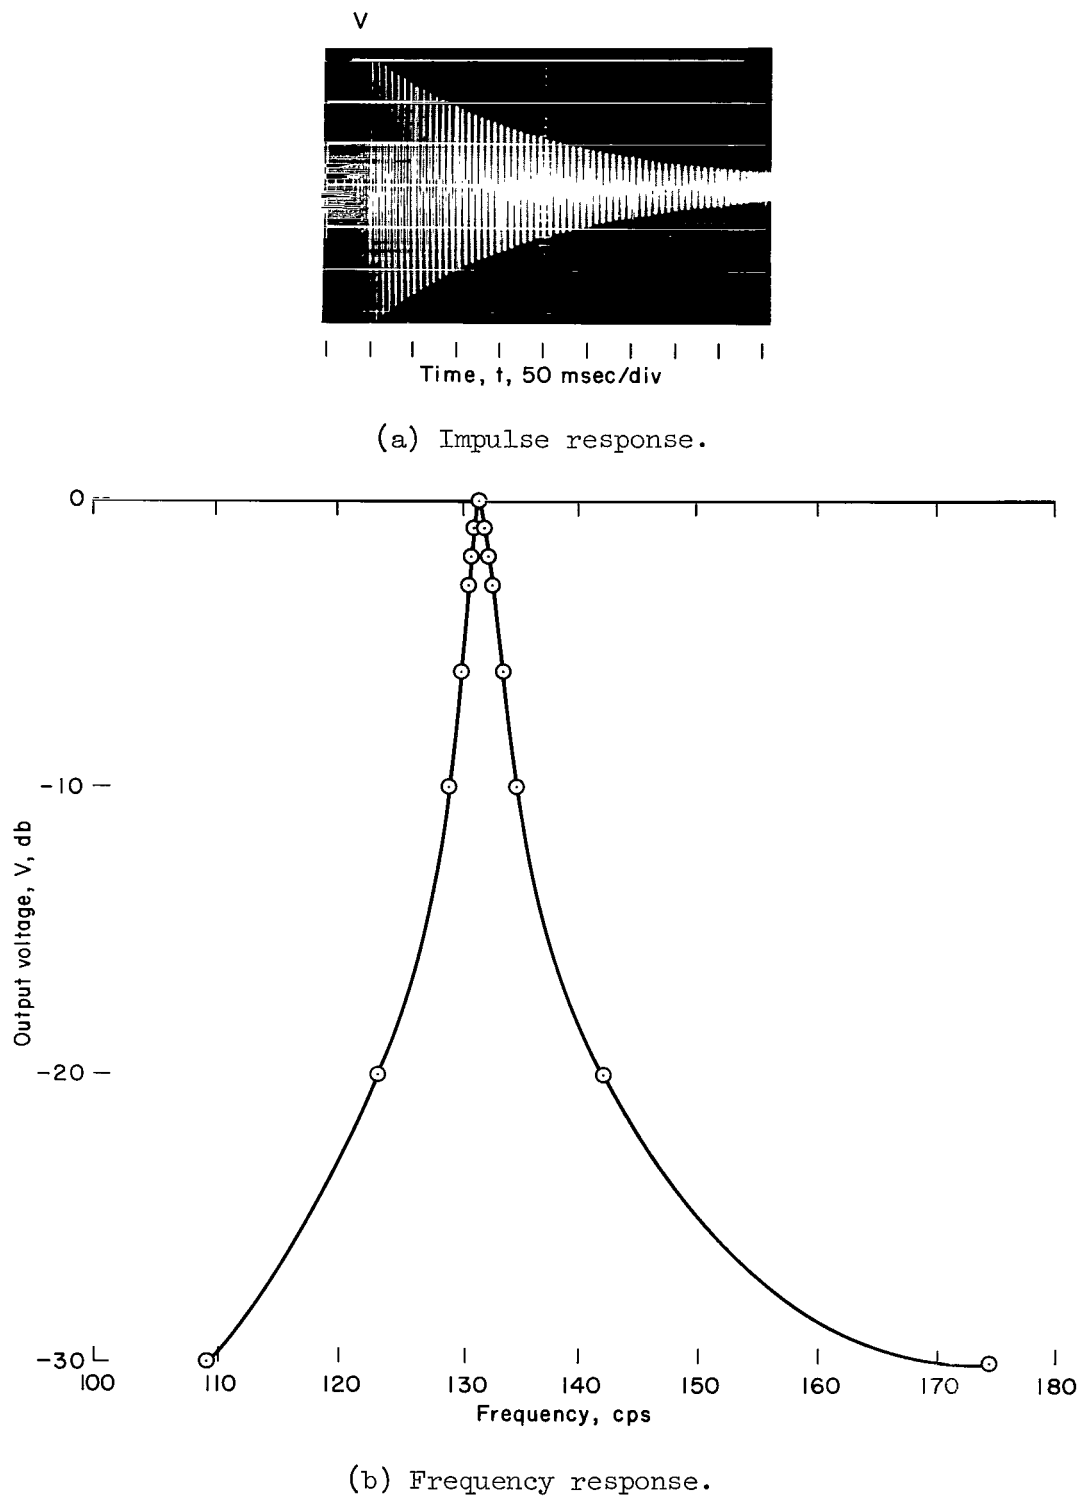 V
Time, t, 50 msec/div
(a) Impulse response.
0
-10
-20
-30
Output voltage, V, db
100 110 120 130 140 150 160 170 180
Frequency, cps
(b) Frequency response.